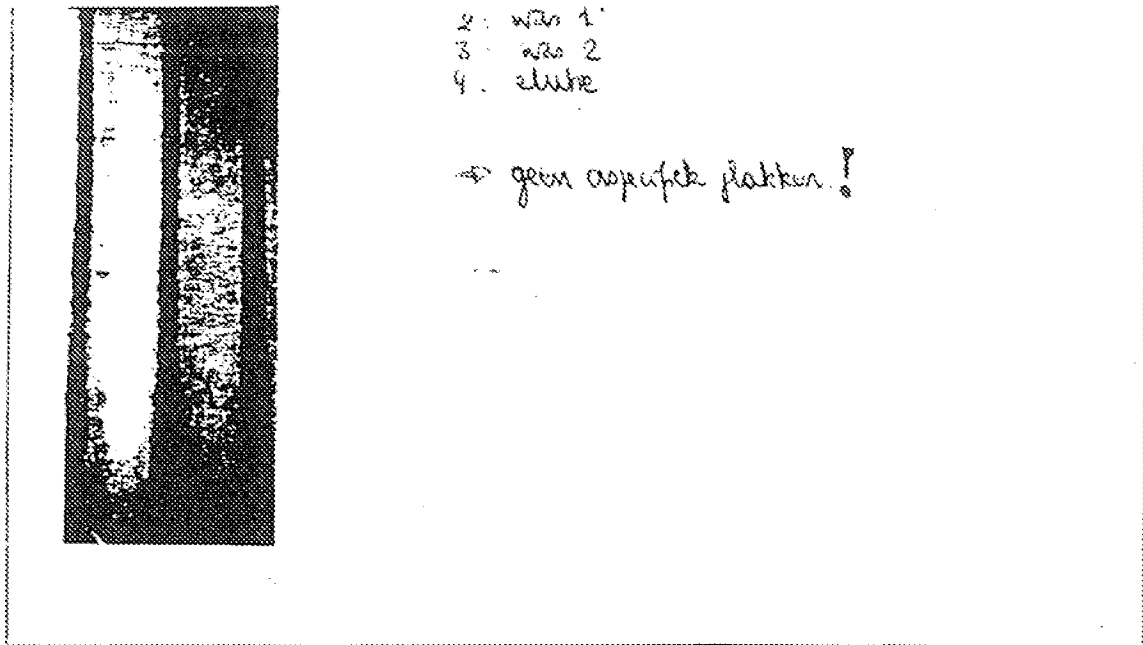 2. was 1
3. was 2
4. elutie
⇒ geen aspecifiek plakken!